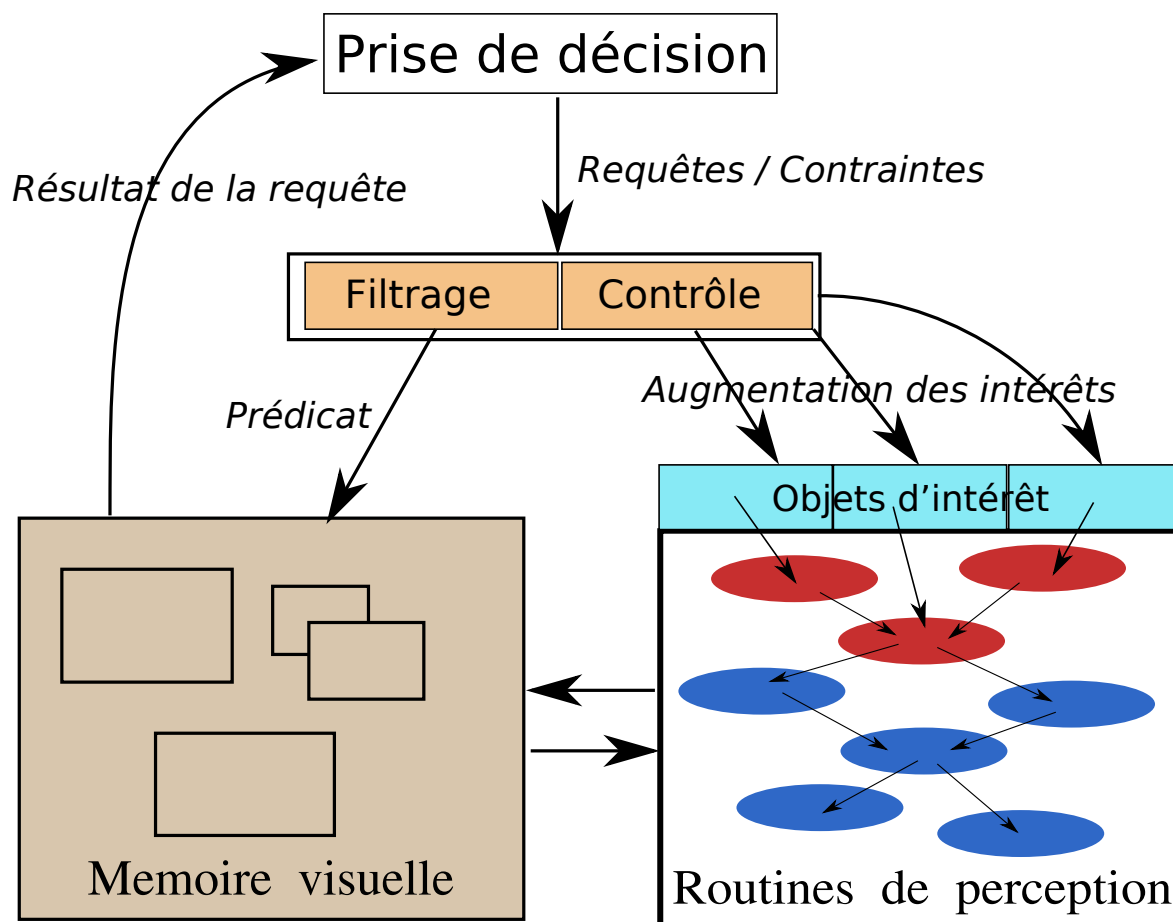 Prise de décision
Requêtes / Contraintes
Résultat de la requête
Filtrage
Contrôle
Augmentation des intérêts
Prédicat
Objets d'intérêt
Memoire visuelle
Routines de perception